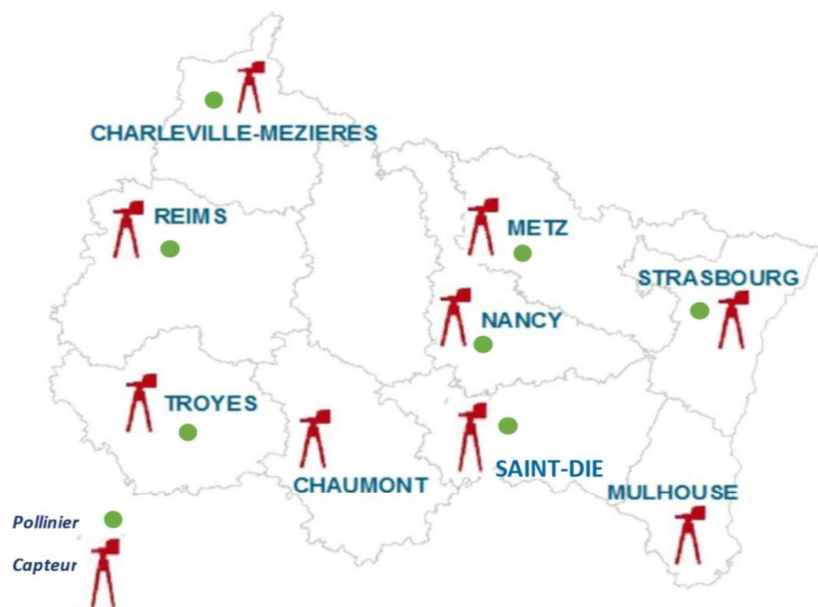 CHARLEVILLE-MEZIERES
REIMS
METZ
STRASBOURG
NANCY
TROYES
SAINT-DIE
CHAUMONT
MULHOUSE
Pollinier
Capteur